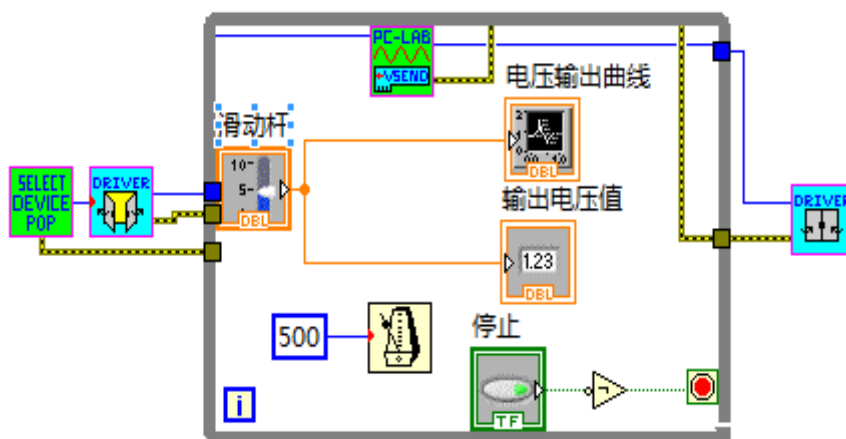 PC-LAB
+VSEND
电压输出曲线
DBL
滑动杆
10-
5-
DBL
SELECT
DEVICE
POP
DRIVER
输出电压值
1.23
DBL
DRIVER
500
停止
TF
i